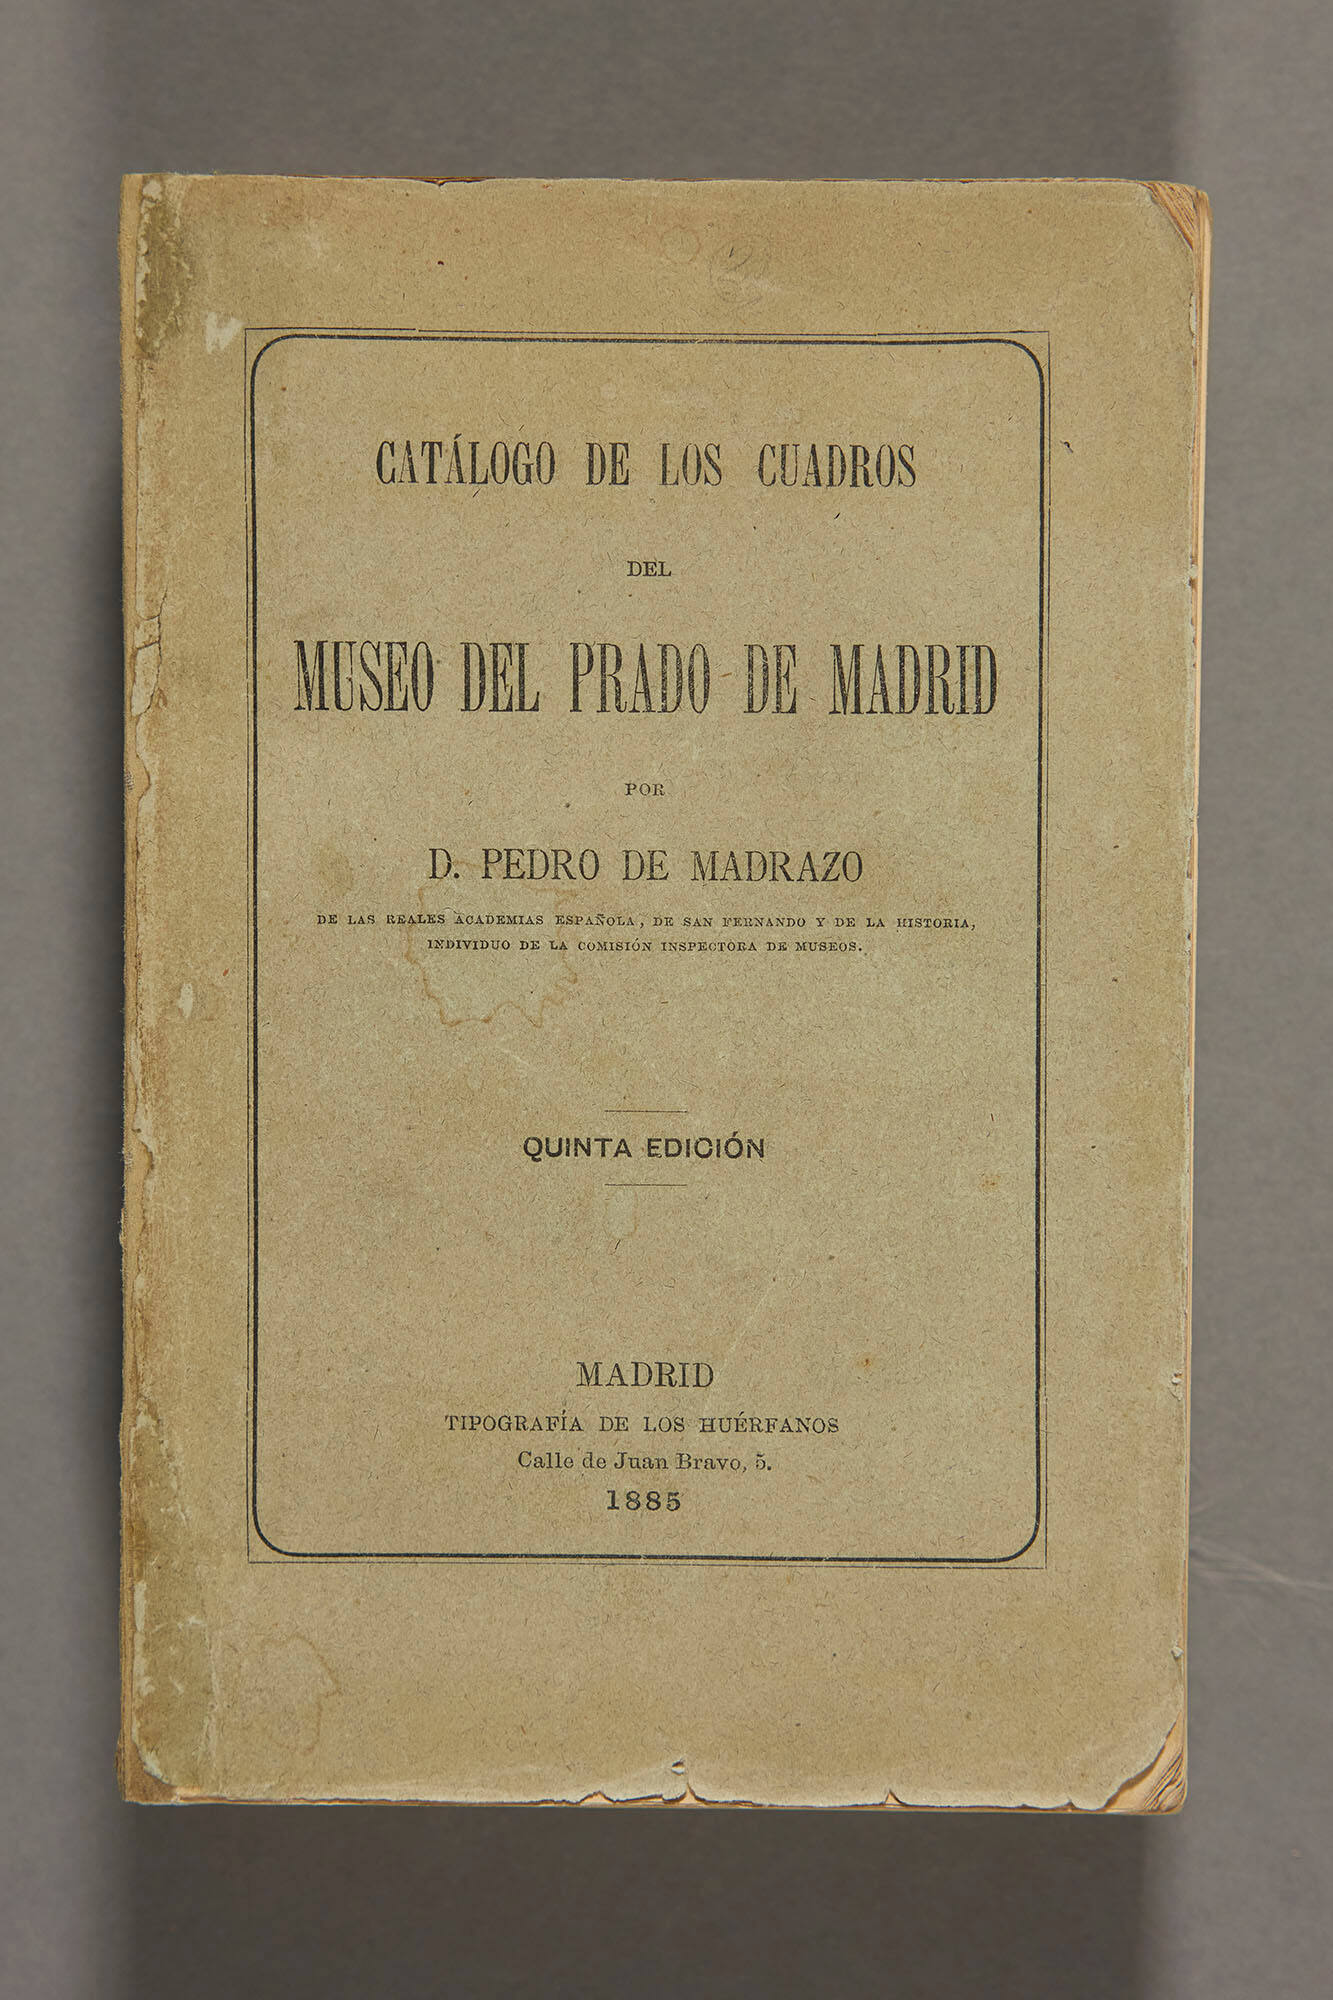 CATÁLOGO DE LOS CUADROS
DEL
MUSEO DEL PRADO DE MADRID
POR
D. PEDRO DE MADRAZO
DE LAS REALES ACADEMIAS ESPAÑOLA, DE SAN FERNANDO Y DE LA HISTORIA,
INDIVIDUO DE LA COMISIÓN INSPECTORA DE MUSEOS.
QUINTA EDICIÓN
MADRID
TIPOGRAFÍA DE LOS HUÉRFANOS
Calle de Juan Bravo, 5.
1885